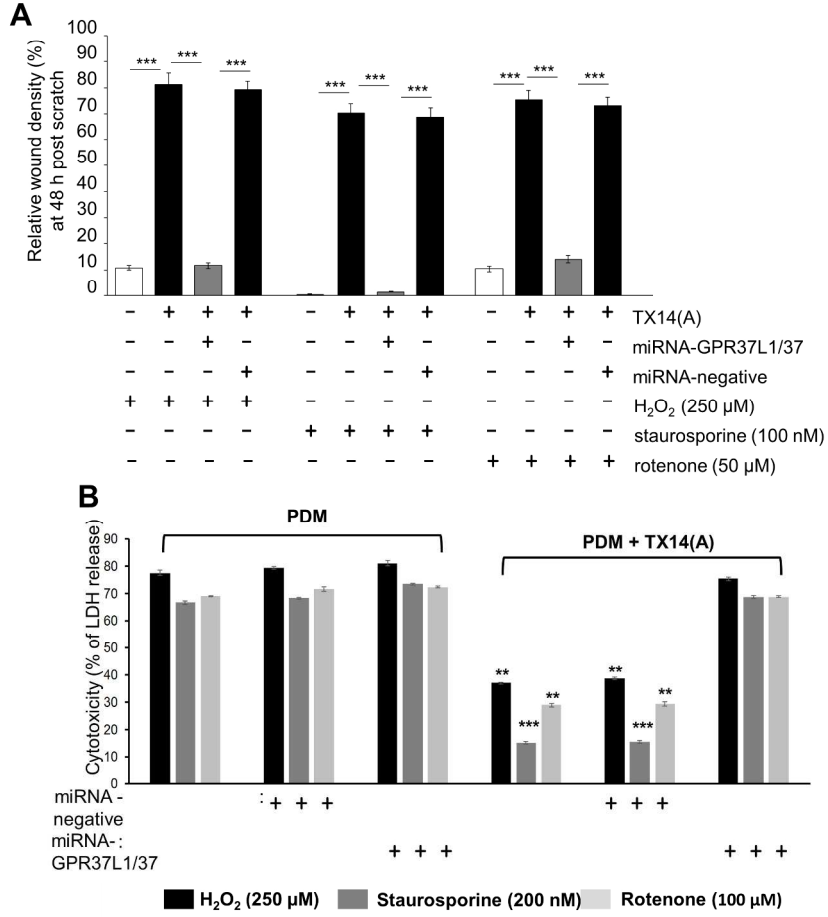 A
Relative wound density (%)
at 48 h post scratch
100
90
80
70
60
50
40
30
20
10
0
*** *** *** *** *** *** *** *** ***
− + + + − + + + − + + + TX14(A)
− − + − − − + − − − + − miRNA-GPR37L1/37
− − − + − − − + − − − + miRNA-negative
+ + + + − − − − − − − − H₂O₂ (250 µM)
− − − − + + + + − − − − staurosporine (100 nM)
− − − − − − − − + + + + rotenone (50 µM)
B
PDM
PDM + TX14(A)
Cytotoxicity (% of LDH release)
90
80
70
60
50
40
30
20
10
0
** *** ** ** *** **
miRNA - : + + + + + +
negative
miRNA- : + + + + + +
GPR37L1/37
H₂O₂ (250 µM) Staurosporine (200 nM) Rotenone (100 µM)